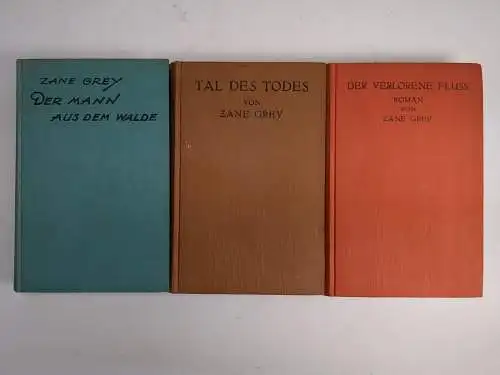 ZANE GREY
DER MANN
AUS DEM WALDE
TAL DES TODES
VON
ZANE GREY
DER VERLORENE FLUSS
ROMAN
VON
ZANE GREY